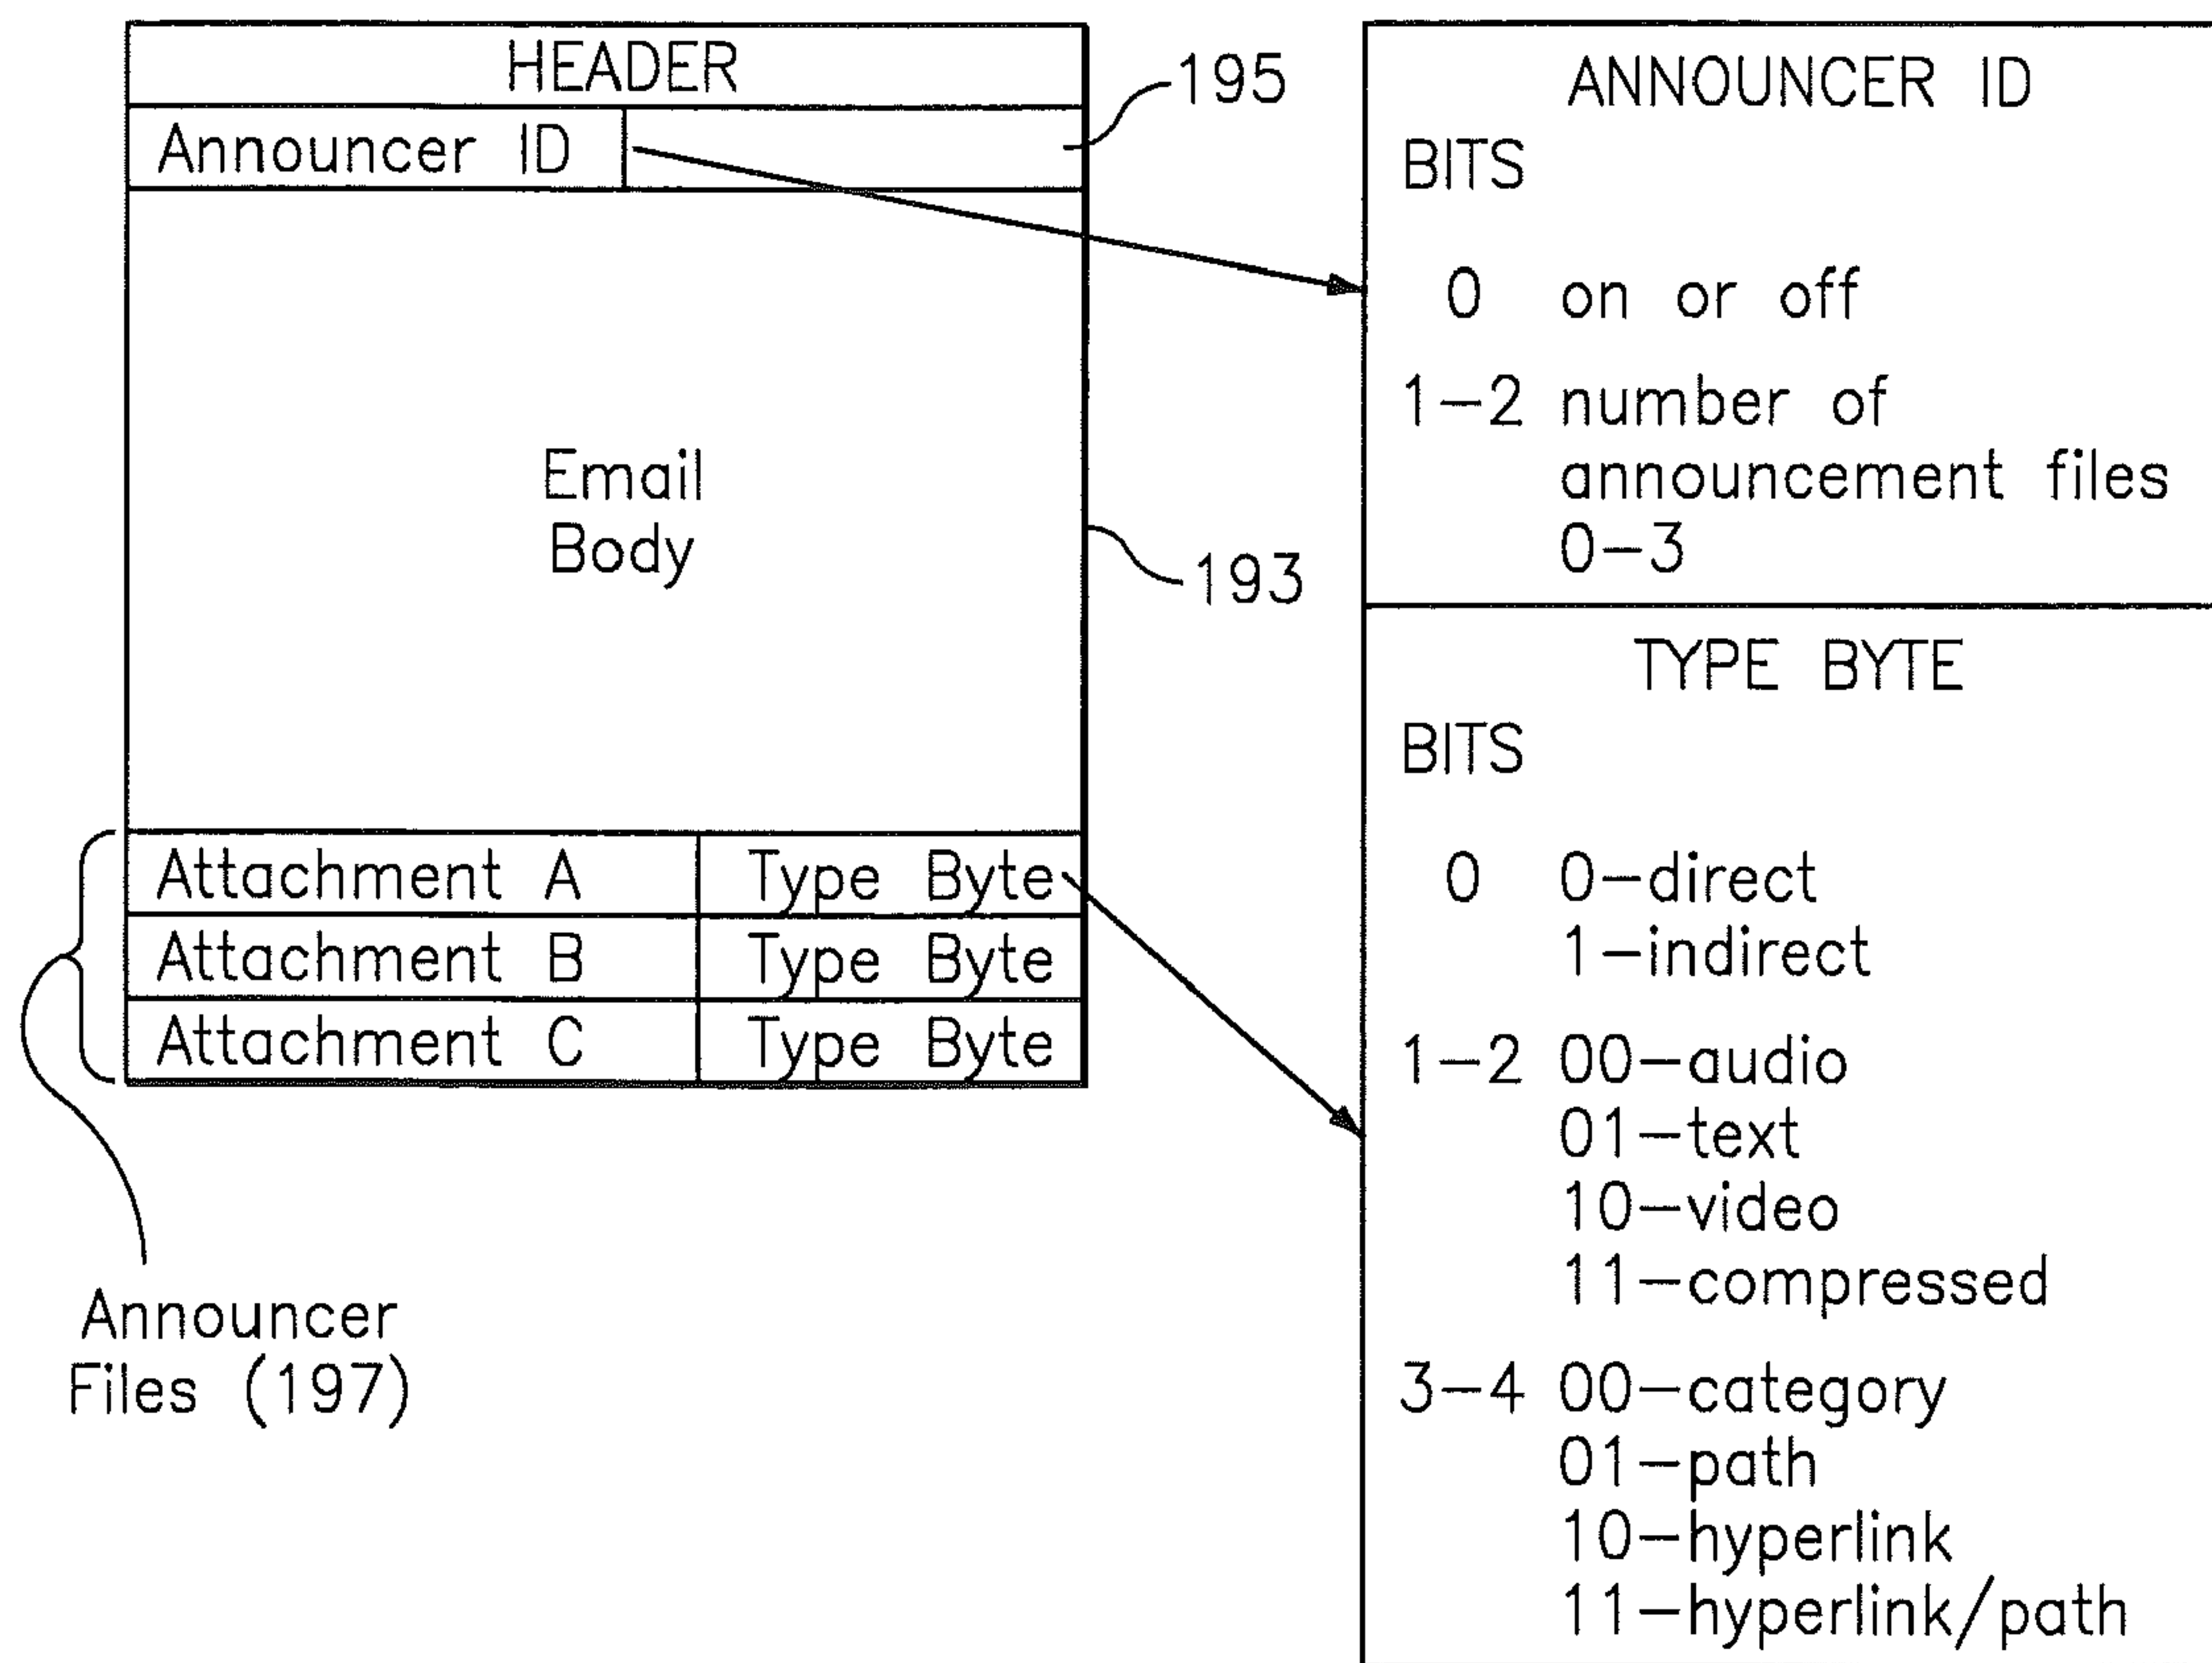 HEADER
Announcer ID
195
Email
Body
193
Attachment A Type Byte
Attachment B Type Byte
Attachment C Type Byte
Announcer
Files (197)
ANNOUNCER ID
BITS
0 on or off
1-2 number of
announcement files
0-3
TYPE BYTE
BITS
0 0-direct
1-indirect
1-2 00-audio
01-text
10-video
11-compressed
3-4 00-category
01-path
10-hyperlink
11-hyperlink/path